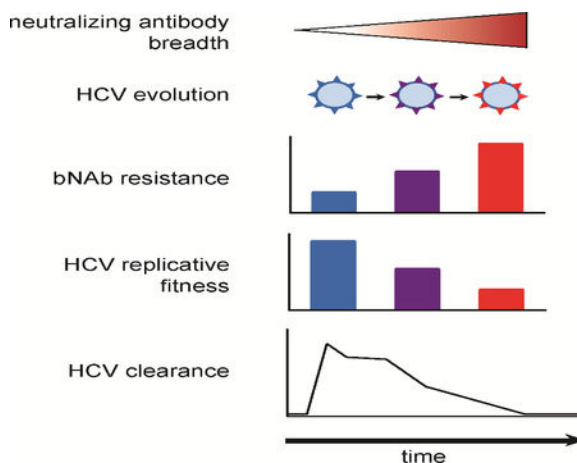 neutralizing antibody
breadth
HCV evolution
bNAb resistance
HCV replicative
fitness
HCV clearance
time